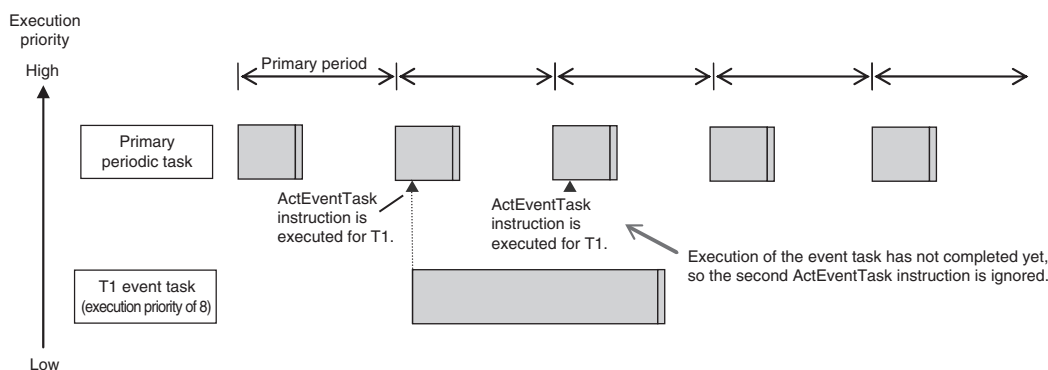 Execution
priority
High
Primary period
Primary
periodic task
ActEventTask
instruction is
executed for T1.
ActEventTask
instruction is
executed for T1.
Execution of the event task has not completed yet,
so the second ActEventTask instruction is ignored.
T1 event task
(execution priority of 8)
Low